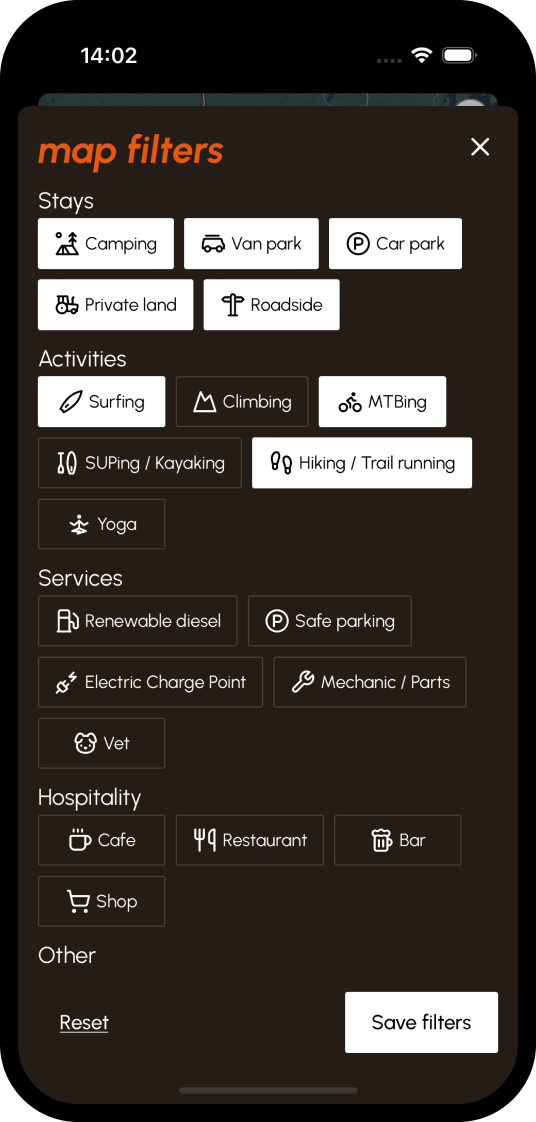 14:02
map filters
Stays
Camping Van park Car park
Private land Roadside
Activities
Surfing Climbing MTBing
SUPing / Kayaking Hiking / Trail running
Yoga
Services
Renewable diesel Safe parking
Electric Charge Point Mechanic / Parts
Vet
Hospitality
Cafe Restaurant Bar
Shop
Other
Reset Save filters